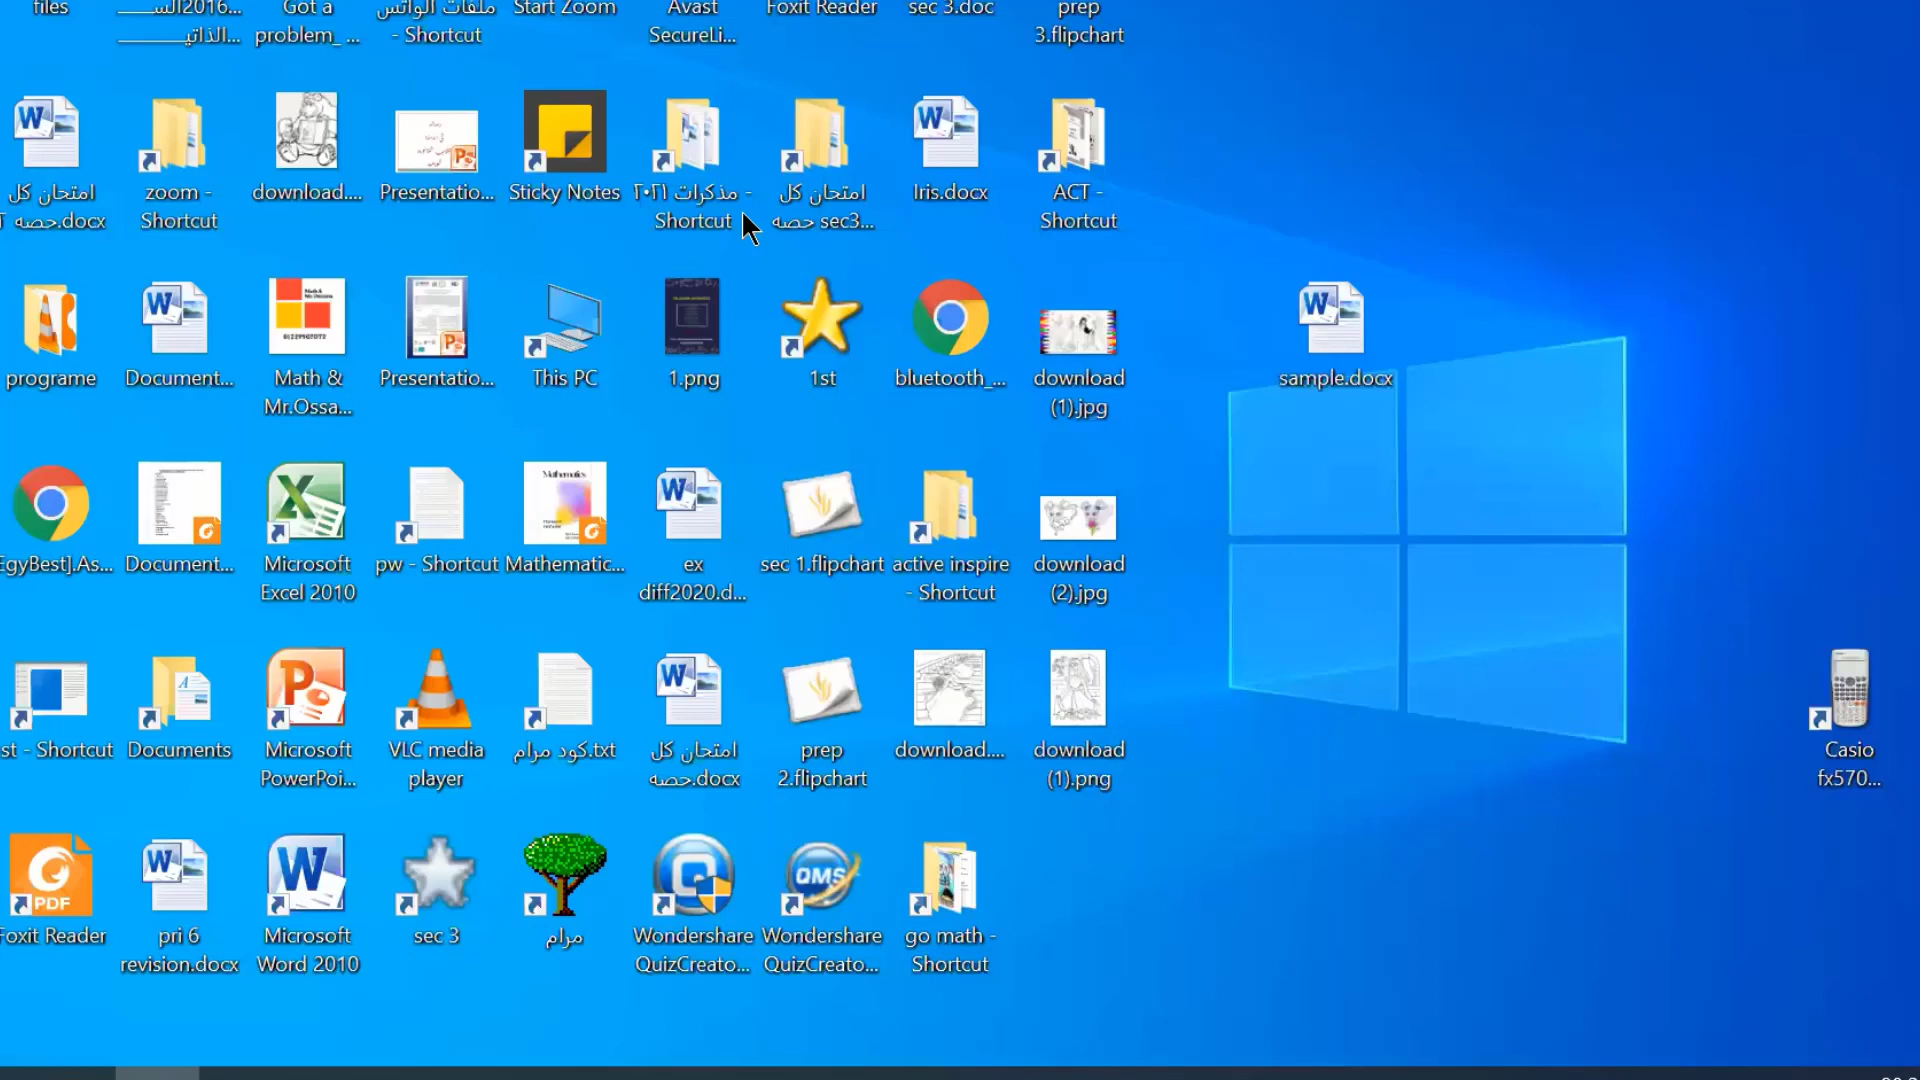 files
...2016الســــ
الذاتيــــــــــ...
Got a
problem_ ...
ملفات الواتس
- Shortcut
Start Zoom
Avast
SecureLi...
Foxit Reader
sec 3.doc
prep
3.flipchart
امتحان كل
حصه.docx
zoom -
Shortcut
download....
Presentatio...
Sticky Notes
مذكرات ٢٠٢١ -
Shortcut
امتحان كل
حصه sec3...
Iris.docx
ACT -
Shortcut
programe
Document...
Math &
Mr.Ossa...
Presentatio...
This PC
1.png
1st
bluetooth_...
download
(1).jpg
sample.docx
EgyBest].As...
Document...
Microsoft
Excel 2010
pw - Shortcut
Mathematic...
ex
diff2020.d...
sec 1.flipchart
active inspire
- Shortcut
download
(2).jpg
st - Shortcut
Documents
Microsoft
PowerPoi...
VLC media
player
كود مرام.txt
امتحان كل
حصه.docx
prep
2.flipchart
download....
download
(1).png
Casio
fx570...
PDF
Foxit Reader
pri 6
revision.docx
Microsoft
Word 2010
sec 3
مرام
Wondershare
QuizCreato...
QMS
Wondershare
QuizCreato...
go math -
Shortcut